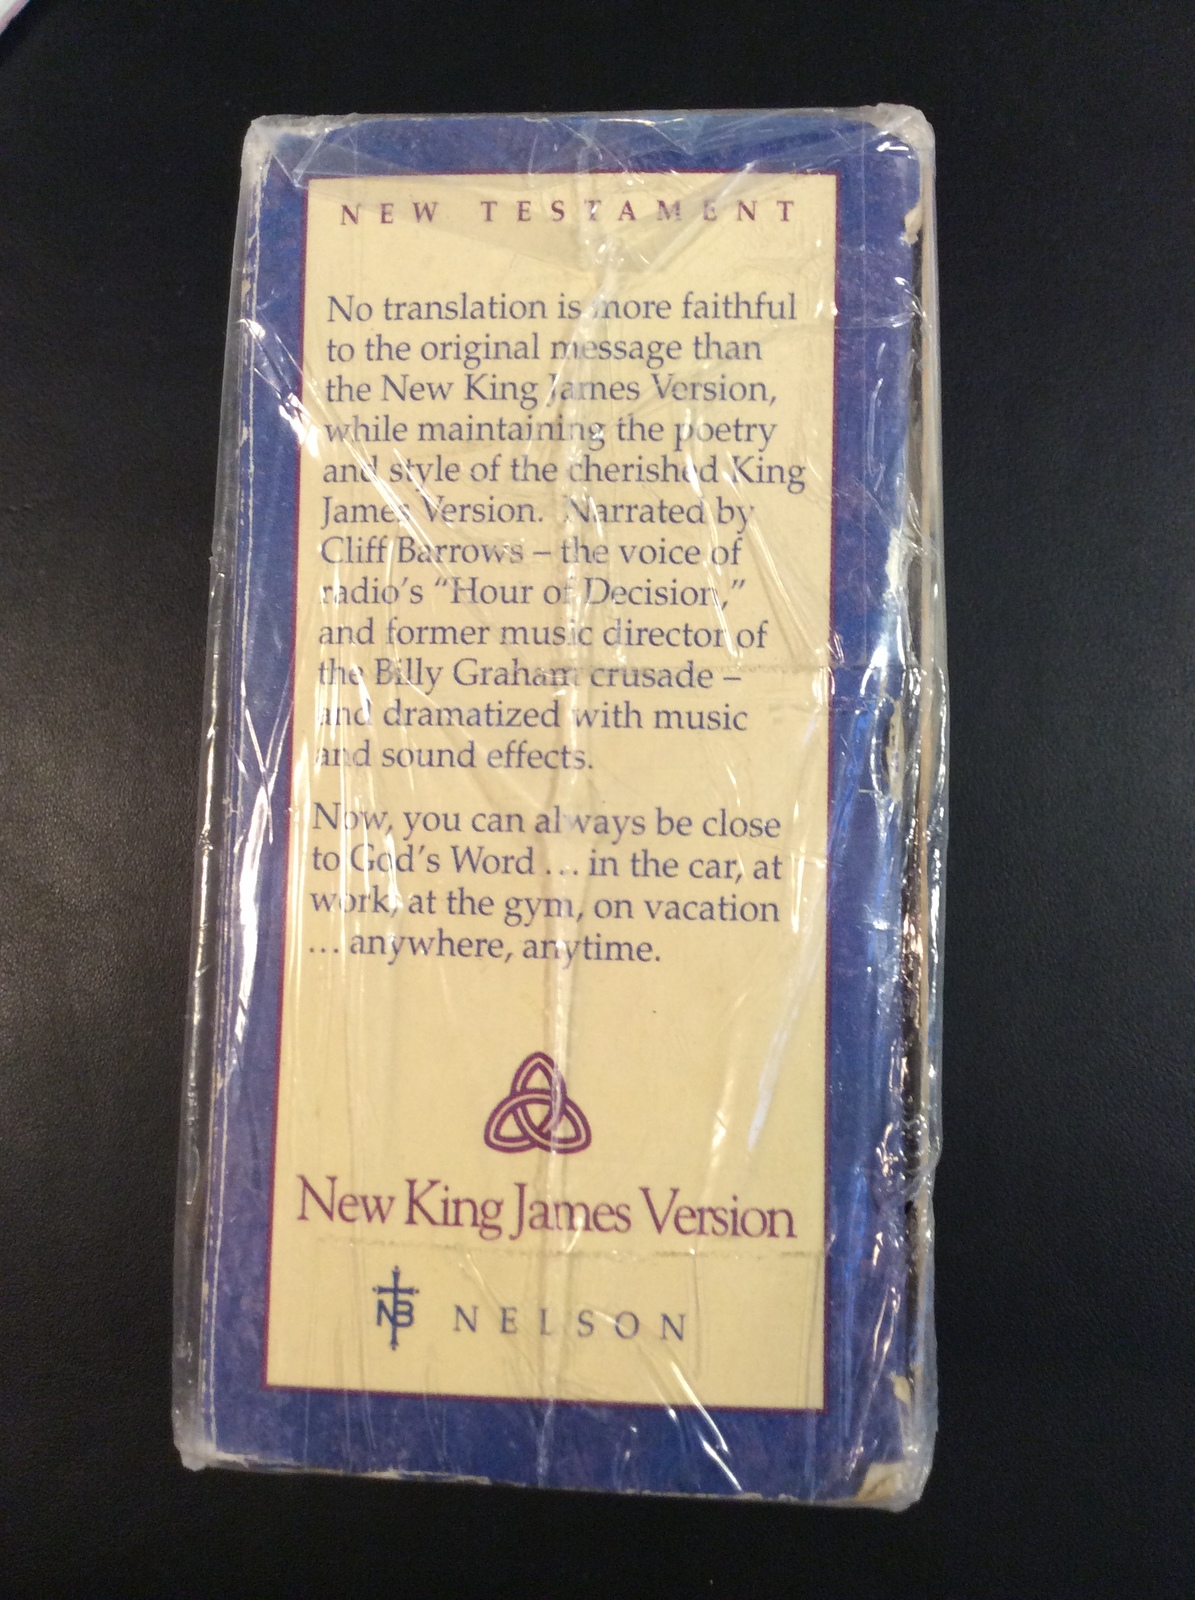 NEW TESTAMENT
No translation is more faithful
to the original message than
the New King James Version,
while maintaining the poetry
and style of the cherished King
James Version. Narrated by
Cliff Barrows – the voice of
radio's “Hour of Decision,”
and former music director of
the Billy Graham crusade –
and dramatized with music
and sound effects.
Now, you can always be close
to God's Word ... in the car, at
work, at the gym, on vacation
... anywhere, anytime.
New King James Version
NB NELSON